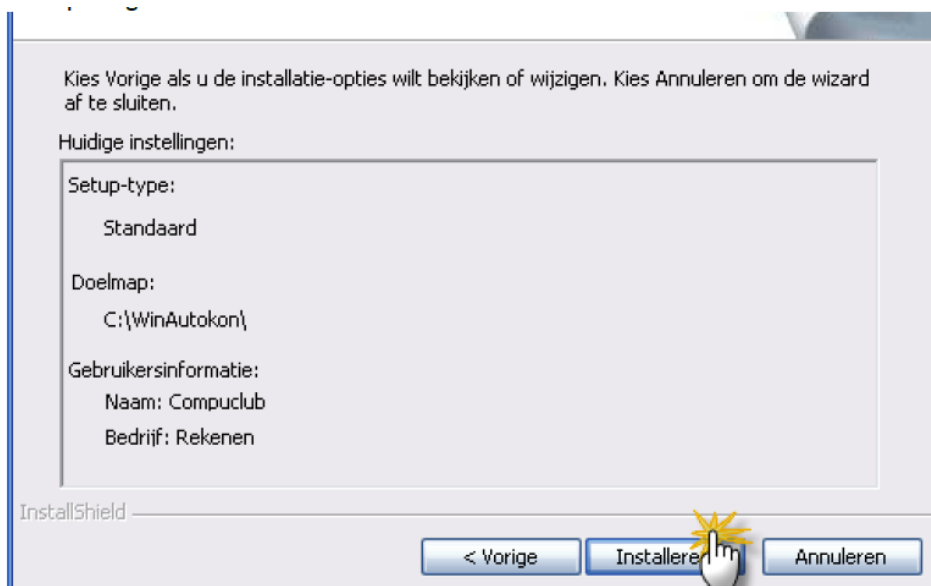 Kies Vorige als u de installatie-opties wilt bekijken of wijzigen. Kies Annuleren om de wizard
af te sluiten.
Huidige instellingen:
Setup-type:
Standaard
Doelmap:
C:\WinAutokon\
Gebruikersinformatie:
Naam: Compuclub
Bedrijf: Rekenen
InstallShield
< Vorige Installeren Annuleren